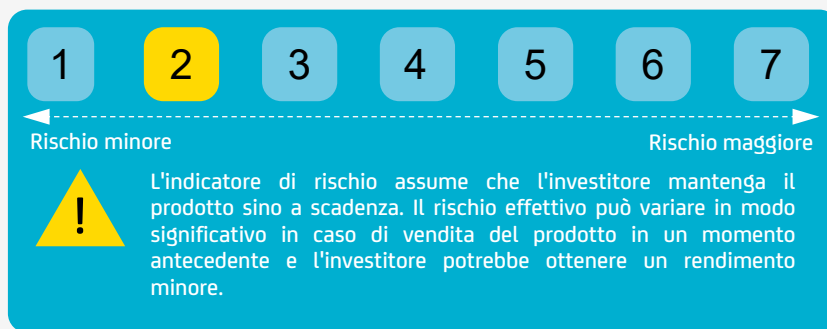 1 2 3 4 5 6 7
Rischio minore Rischio maggiore
!
L'indicatore di rischio assume che l'investitore mantenga il
prodotto sino a scadenza. Il rischio effettivo può variare in modo
significativo in caso di vendita del prodotto in un momento
antecedente e l'investitore potrebbe ottenere un rendimento
minore.